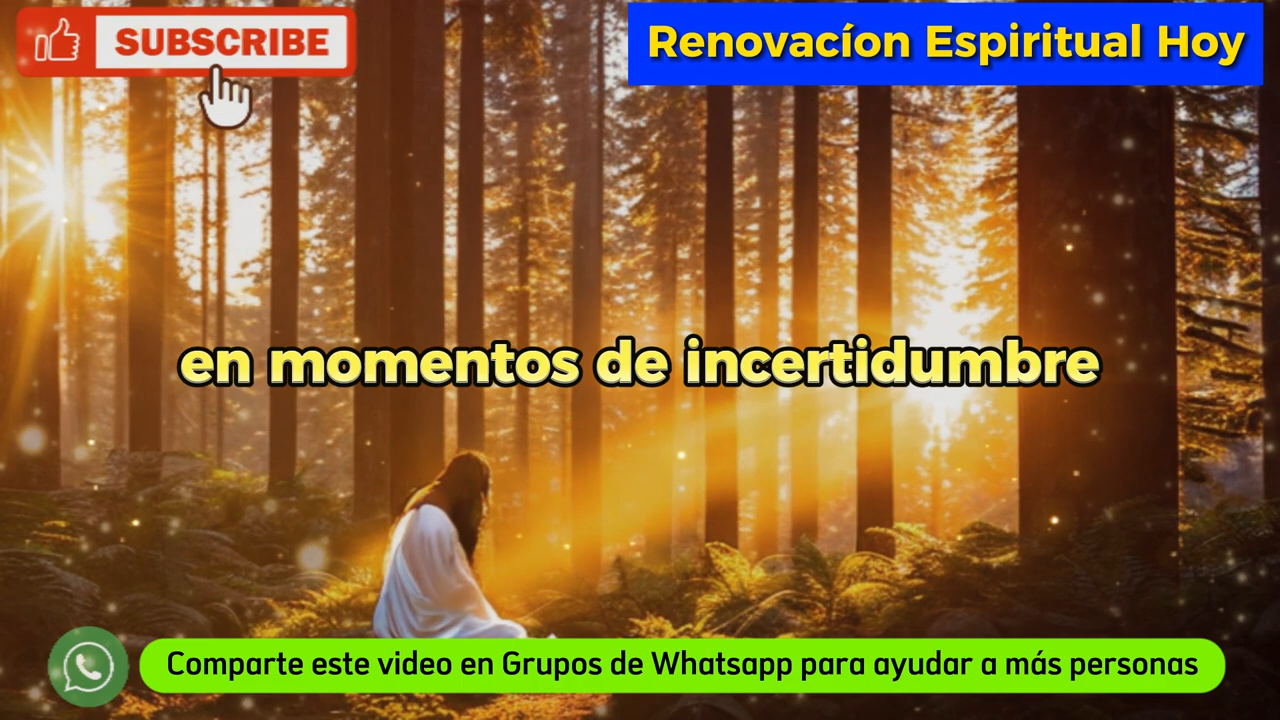 SUBSCRIBE
Renovacíon Espiritual Hoy
en momentos de incertidumbre
Comparte este video en Grupos de Whatsapp para ayudar a más personas